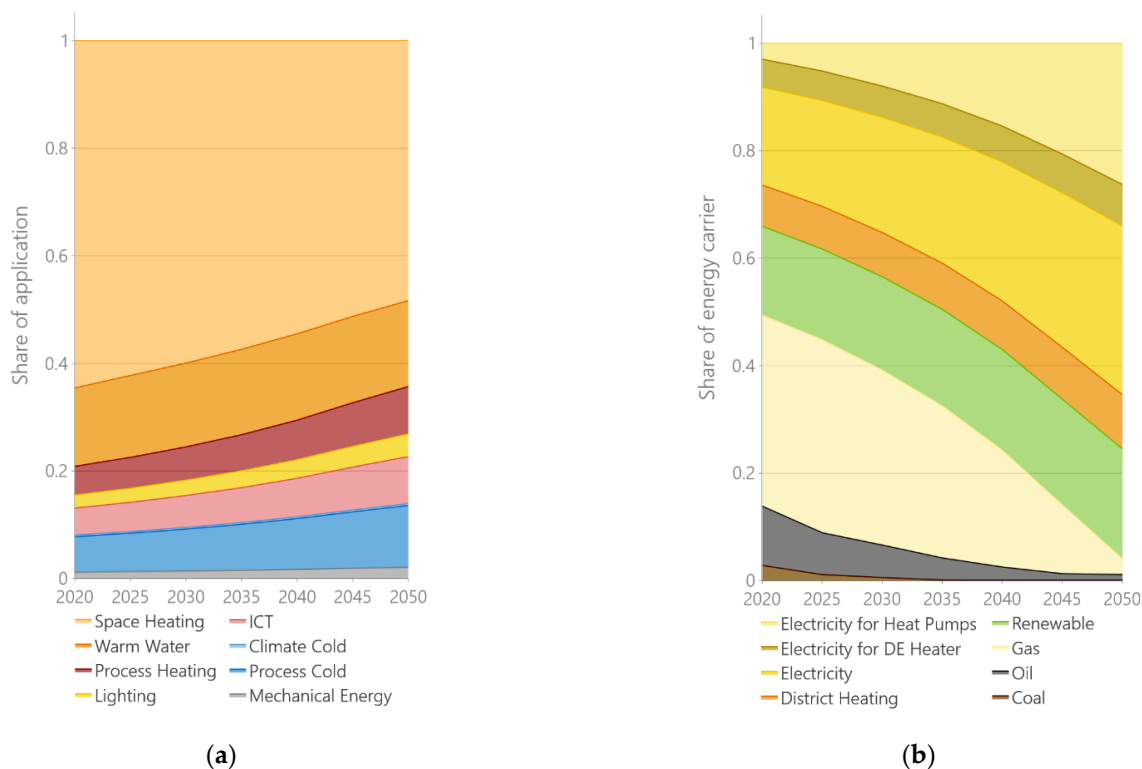 1
0.8
0.6
0.4
0.2
0
Share of application
2020 2025 2030 2035 2040 2045 2050
Space Heating ICT
Warm Water Climate Cold
Process Heating Process Cold
Lighting Mechanical Energy
(a)
1
0.8
0.6
0.4
0.2
0
Share of energy carrier
2020 2025 2030 2035 2040 2045 2050
Electricity for Heat Pumps Renewable
Electricity for DE Heater Gas
Electricity Oil
District Heating Coal
(b)